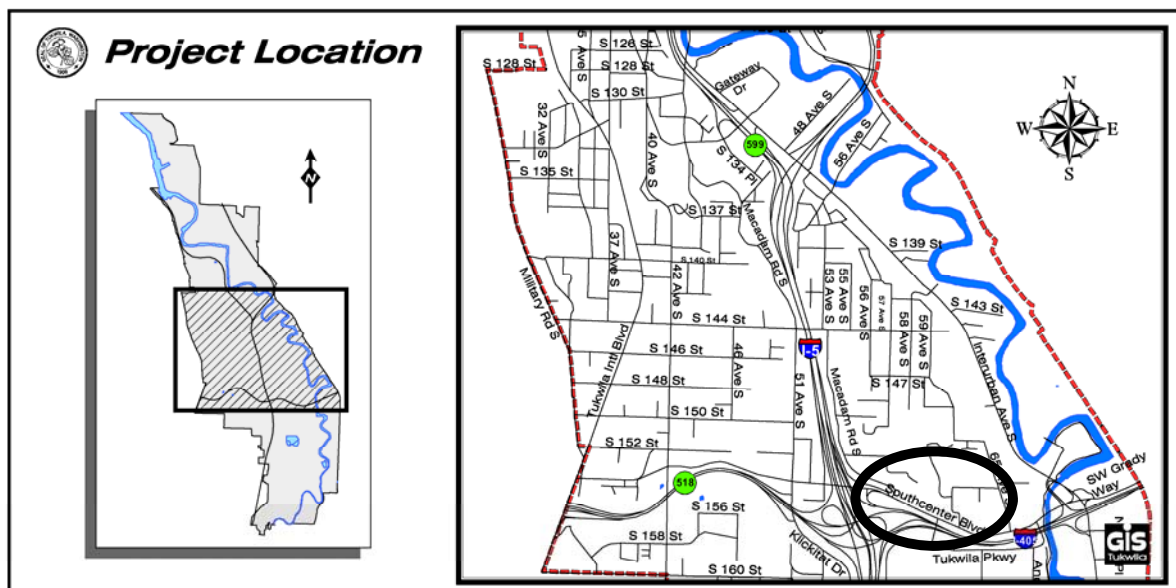 Project Location
SEAL OF TUKWILA, WASHINGTON
1908
N
N
W
E
S
S 126 St
S 128 St
S 128 St
S 130 St
Gateway
Dr
32 Ave S
40 Ave S
48 Ave S
56 Ave S
599
S 134 Pl
S 135 St
S 137 St
Macadam Rd S
S 139 St
37 Ave S
S 140 St
42 Ave S
Military Rd S
55 Ave S
53 Ave S
56 Ave S
57 Ave S
58 Ave S
59 Ave S
S 143 St
S 144 St
Tukwila Intl Blvd
S 146 St
46 Ave S
I-5
Interurban Ave S
S 147 St
S 148 St
51 Ave S
Macadam Rd S
S 150 St
S 152 St
518
Southcenter Blvd
SW Grady
Way
S 156 St
S 158 St
Klickitat Dr
Tukwila Pkwy
S 160 St
GIS
Tukwila